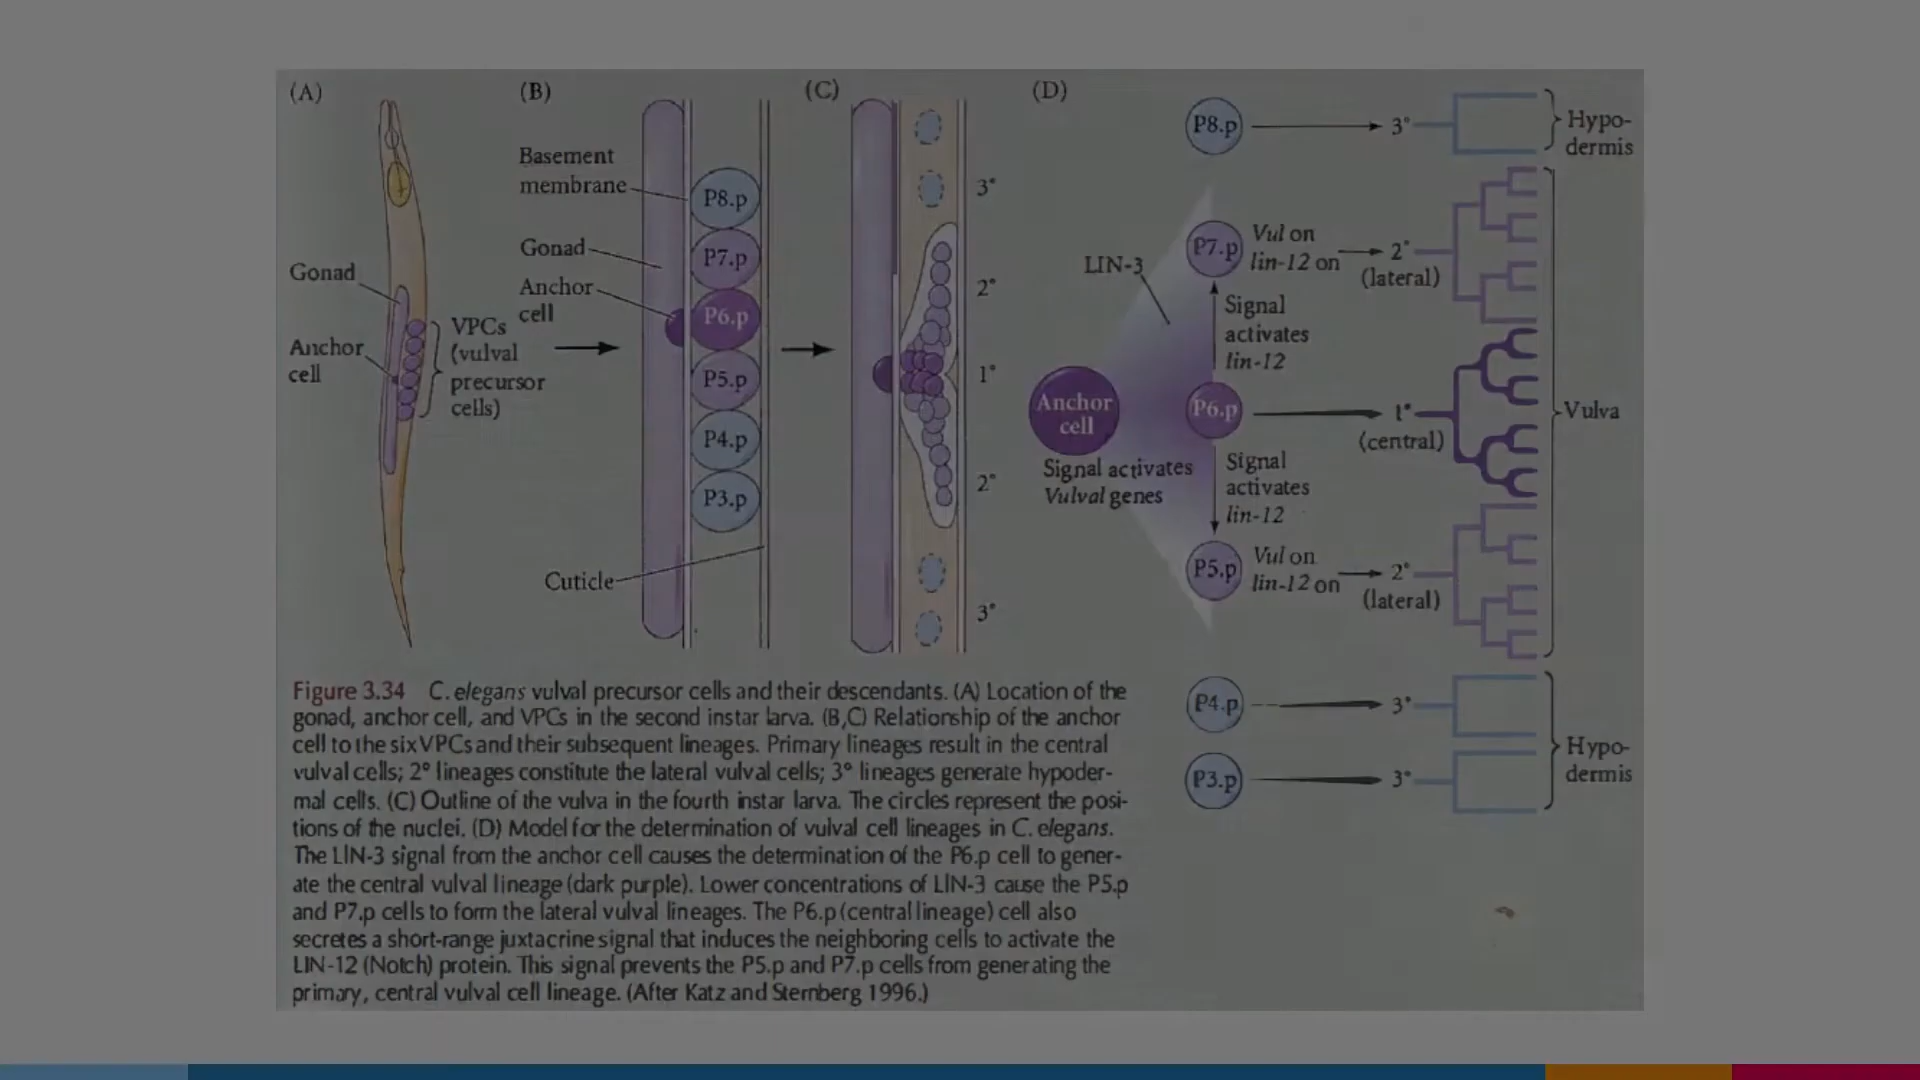 (A)
Gonad
Anchor
cell
VPCs
(vulval
precursor
cells)
(B)
Basement
membrane
Gonad
Anchor
cell
P8.p
P7.p
P6.p
P5.p
P4.p
P3.p
Cuticle
(C)
3°
2°
1°
2°
3°
(D)
P8.p
3°
Hypo-
dermis
LIN-3
P7.p
Vul on
lin-12 on
2°
(lateral)
Signal
activates
lin-12
Anchor
cell
P6.p
1°
(central)
Vulva
Signal activates
Vulval genes
Signal
activates
lin-12
P5.p
Vul on
lin-12 on
2°
(lateral)
P4.p
3°
P3.p
3°
Hypo-
dermis
Figure 3.34 C. elegans vulval precursor cells and their descendants. (A) Location of the
gonad, anchor cell, and VPCs in the second instar larva. (B,C) Relationship of the anchor
cell to the six VPCs and their subsequent lineages. Primary lineages result in the central
vulval cells; 2° lineages constitute the lateral vulval cells; 3° lineages generate hypoder-
mal cells. (C) Outline of the vulva in the fourth instar larva. The circles represent the posi-
tions of the nuclei. (D) Model for the determination of vulval cell lineages in C. elegans.
The LIN-3 signal from the anchor cell causes the determination of the P6.p cell to gener-
ate the central vulval lineage (dark purple). Lower concentrations of LIN-3 cause the P5.p
and P7.p cells to form the lateral vulval lineages. The P6.p (central lineage) cell also
secretes a short-range juxtacrine signal that induces the neighboring cells to activate the
LIN-12 (Notch) protein. This signal prevents the P5.p and P7.p cells from generating the
primary, central vulval cell lineage. (After Katz and Sternberg 1996.)